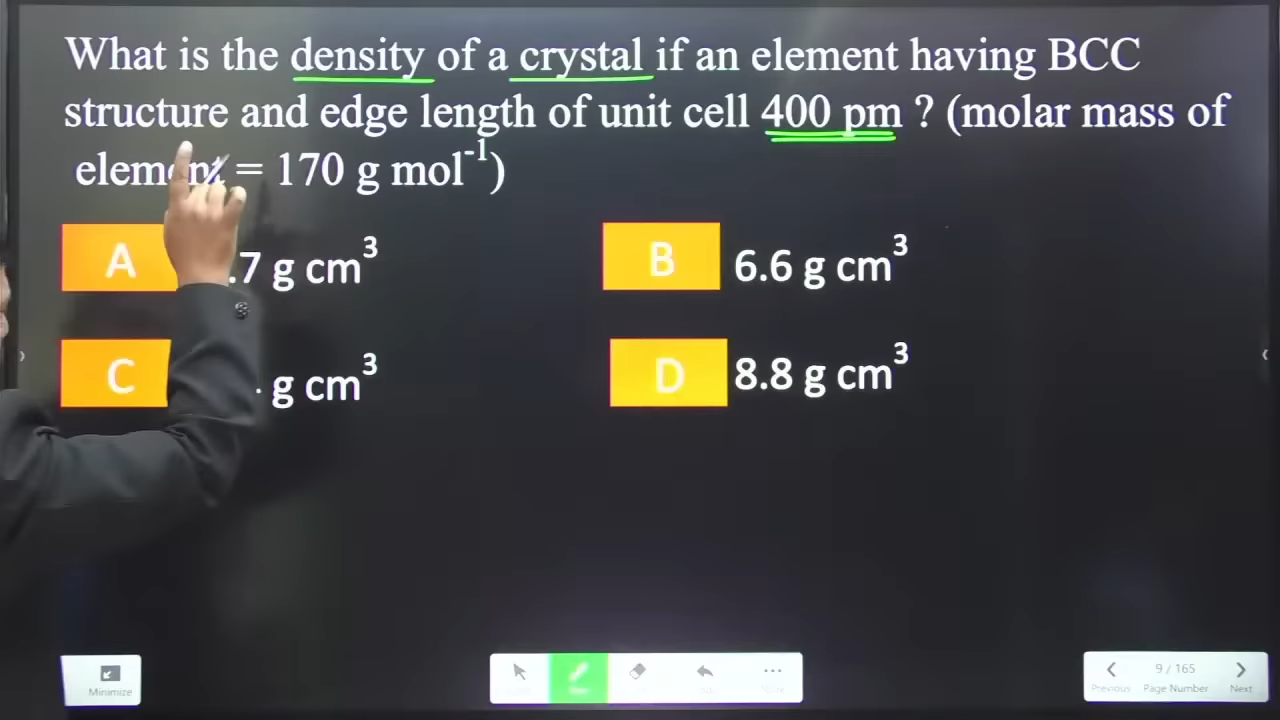 What is the density of a crystal if an element having BCC
structure and edge length of unit cell 400 pm ? (molar mass of
= 170 g mol⁻¹)
A .7 g cm³
B 6.6 g cm³
C g cm³
D 8.8 g cm³
Minimize
9 / 165
Previous Page Number Next